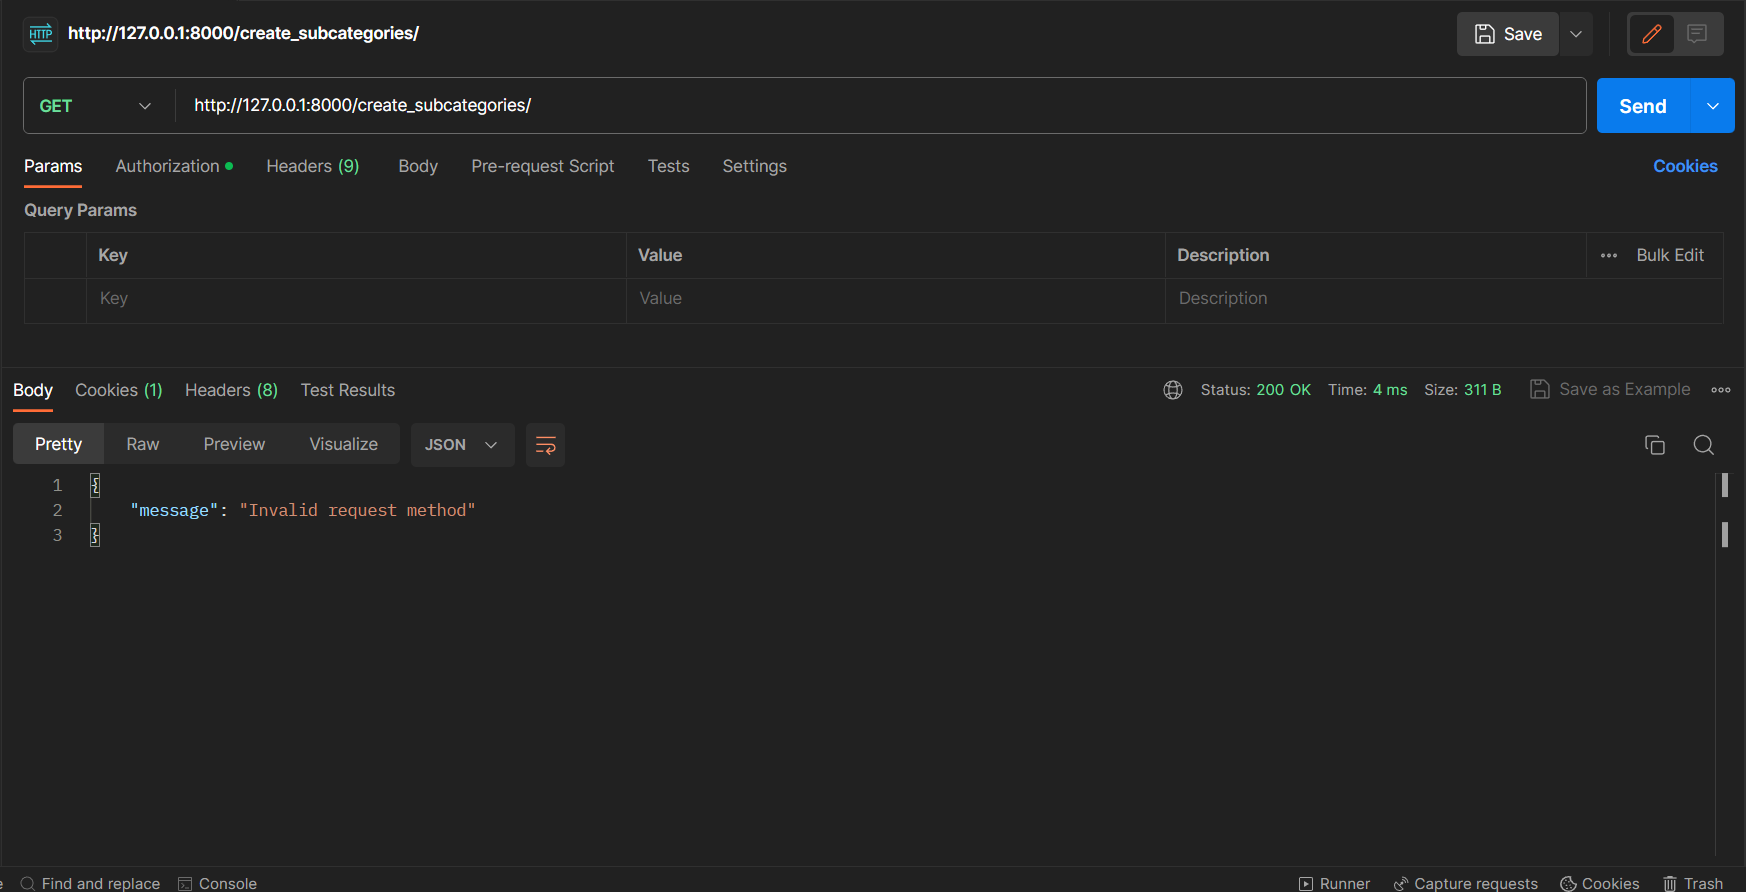 HTTP http://127.0.0.1:8000/create_subcategories/ Save
GET http://127.0.0.1:8000/create_subcategories/ Send
Params Authorization Headers (9) Body Pre-request Script Tests Settings Cookies
Query Params
Key Value Description Bulk Edit
Key Value Description
Body Cookies (1) Headers (8) Test Results Status: 200 OK Time: 4 ms Size: 311 B Save as Example
Pretty Raw Preview Visualize JSON
1 {
2 "message": "Invalid request method"
3 }
Find and replace Console Runner Capture requests Cookies Trash